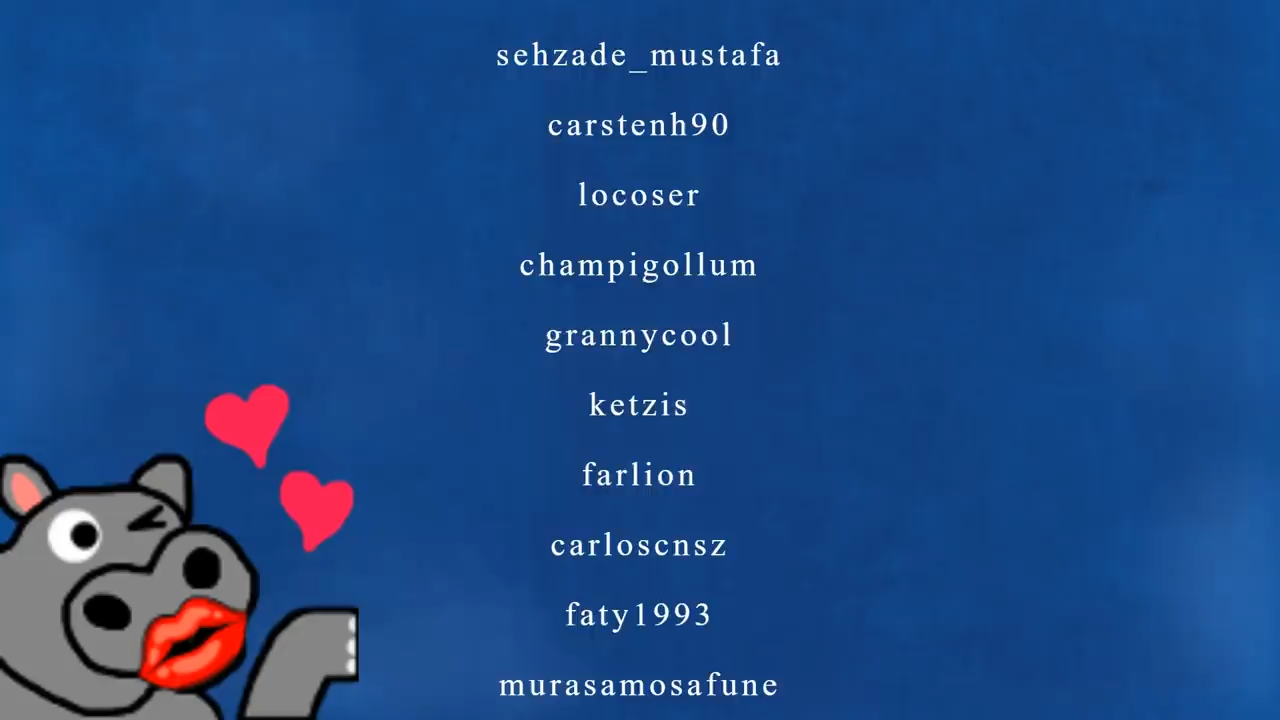 sehzade_mustafa
carstenh90
locoser
champigollum
grannycool
ketzis
farlion
carloscnsz
faty1993
murasamosafune